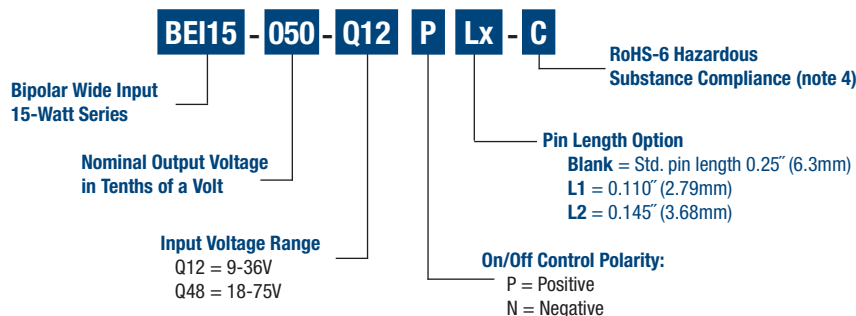 BEI15 - 050 - Q12 P Lx - C
RoHS-6 Hazardous
Substance Compliance (note 4)
Bipolar Wide Input
15-Watt Series
Pin Length Option
Blank = Std. pin length 0.25˝ (6.3mm)
L1 = 0.110˝ (2.79mm)
L2 = 0.145˝ (3.68mm)
Nominal Output Voltage
in Tenths of a Volt
Input Voltage Range
Q12 = 9-36V
Q48 = 18-75V
On/Off Control Polarity:
P = Positive
N = Negative